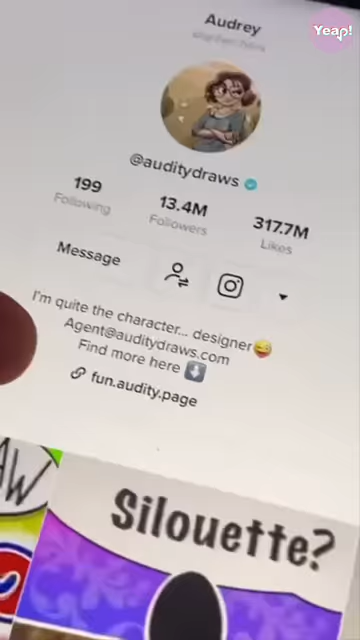 Yeap!
Audrey
@auditydraws
199
Following
13.4M
Followers
317.7M
Likes
Message
I'm quite the character... designer😜
Agent@auditydraws.com
Find more here ⬇️
fun.audity.page
AW
Silouette?